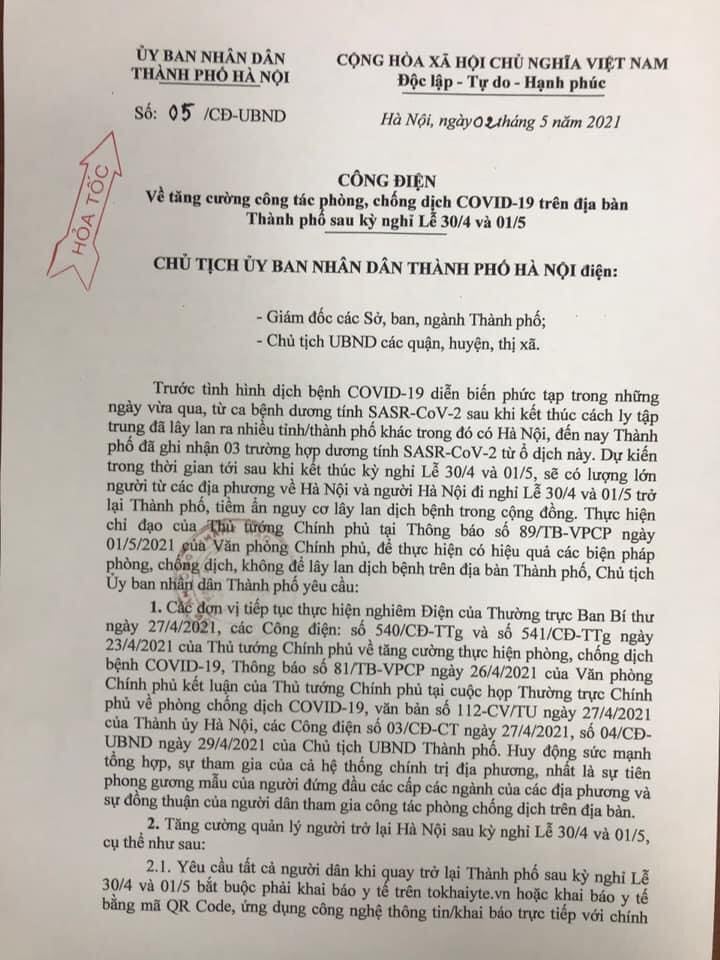 ỦY BAN NHÂN DÂN
THÀNH PHỐ HÀ NỘI
CỘNG HÒA XÃ HỘI CHỦ NGHĨA VIỆT NAM
Độc lập - Tự do - Hạnh phúc
Số: 05 /CĐ-UBND
Hà Nội, ngày 02 tháng 5 năm 2021
HỎA TỐC
CÔNG ĐIỆN
Về tăng cường công tác phòng, chống dịch COVID-19 trên địa bàn
Thành phố sau kỳ nghỉ Lễ 30/4 và 01/5
CHỦ TỊCH ỦY BAN NHÂN DÂN THÀNH PHỐ HÀ NỘI điện:
- Giám đốc các Sở, ban, ngành Thành phố;
- Chủ tịch UBND các quận, huyện, thị xã.
Trước tình hình dịch bệnh COVID-19 diễn biến phức tạp trong những
ngày vừa qua, từ ca bệnh dương tính SASR-CoV-2 sau khi kết thúc cách ly tập
trung đã lây lan ra nhiều tỉnh/thành phố khác trong đó có Hà Nội, đến nay Thành
phố đã ghi nhận 03 trường hợp dương tính SASR-CoV-2 từ ổ dịch này. Dự kiến
trong thời gian tới sau khi kết thúc kỳ nghỉ Lễ 30/4 và 01/5, sẽ có lượng lớn
người từ các địa phương về Hà Nội và người Hà Nội đi nghỉ Lễ 30/4 và 01/5 trở
lại Thành phố, tiềm ẩn nguy cơ lây lan dịch bệnh trong cộng đồng. Thực hiện
chỉ đạo của Thủ tướng Chính phủ tại Thông báo số 89/TB-VPCP ngày
01/5/2021 của Văn phòng Chính phủ, để thực hiện có hiệu quả các biện pháp
phòng, chống dịch, không để lây lan dịch bệnh trên địa bàn Thành phố, Chủ tịch
Ủy ban nhân dân Thành phố yêu cầu:
1. Các đơn vị tiếp tục thực hiện nghiêm Điện của Thường trực Ban Bí thư
ngày 27/4/2021, các Công điện: số 540/CĐ-TTg và số 541/CĐ-TTg ngày
23/4/2021 của Thủ tướng Chính phủ về tăng cường thực hiện phòng, chống dịch
bệnh COVID-19, Thông báo số 81/TB-VPCP ngày 26/4/2021 của Văn phòng
Chính phủ kết luận của Thủ tướng Chính phủ tại cuộc họp Thường trực Chính
phủ về phòng chống dịch COVID-19, văn bản số 112-CV/TU ngày 27/4/2021
của Thành ủy Hà Nội, các Công điện số 03/CĐ-CT ngày 27/4/2021, số 04/CĐ-
UBND ngày 29/4/2021 của Chủ tịch UBND Thành phố. Huy động sức mạnh
tổng hợp, sự tham gia của cả hệ thống chính trị địa phương, nhất là sự tiên
phong gương mẫu của người đứng đầu các cấp các ngành của các địa phương và
sự đồng thuận của người dân tham gia công tác phòng chống dịch trên địa bàn.
2. Tăng cường quản lý người trở lại Hà Nội sau kỳ nghỉ Lễ 30/4 và 01/5,
cụ thể như sau:
2.1. Yêu cầu tất cả người dân khi quay trở lại Thành phố sau kỳ nghỉ Lễ
30/4 và 01/5 bắt buộc phải khai báo y tế trên tokhaiyte.vn hoặc khai báo y tế
bằng mã QR Code, ứng dụng công nghệ thông tin/khai báo trực tiếp với chính